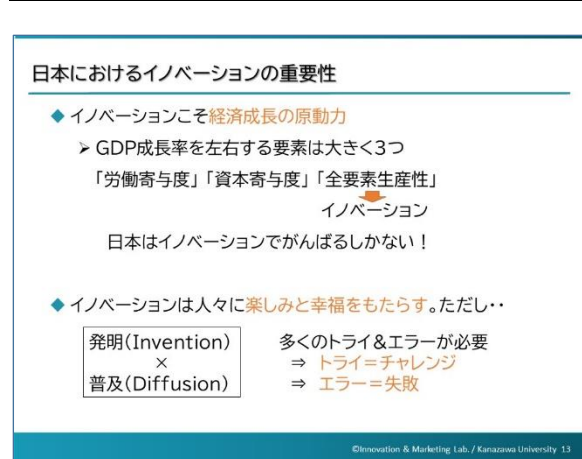 日本におけるイノベーションの重要性
◆ イノベーションこそ経済成長の原動力
➢ GDP成長率を左右する要素は大きく3つ
「労働寄与度」「資本寄与度」「全要素生産性」
イノベーション
日本はイノベーションでがんばるしかない！
◆ イノベーションは人々に楽しみと幸福をもたらす。ただし・・
発明(Invention)
×
普及(Diffusion)
多くのトライ&エラーが必要
⇒ トライ＝チャレンジ
⇒ エラー＝失敗
©Innovation & Marketing Lab. / Kanazawa University 13